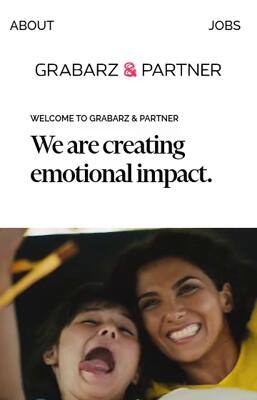 ABOUT JOBS
GRABARZ & PARTNER
WELCOME TO GRABARZ & PARTNER
We are creating
emotional impact.